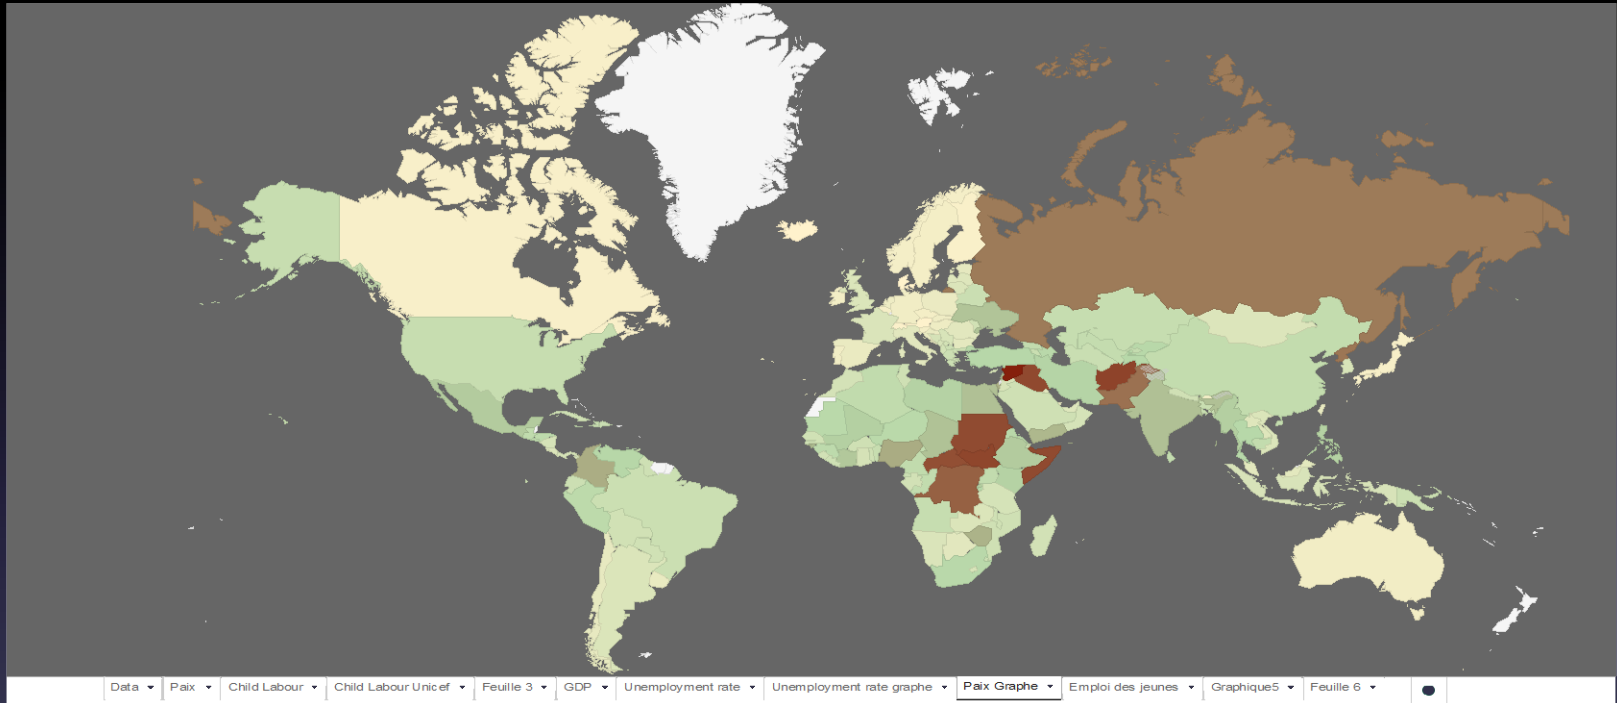 Data Paix Child Labour Child Labour Unicef Feuille 3 GDP Unemployment rate Unemployment rate graphe Paix Graphe Emploi des jeunes Graphique5 Feuille 6